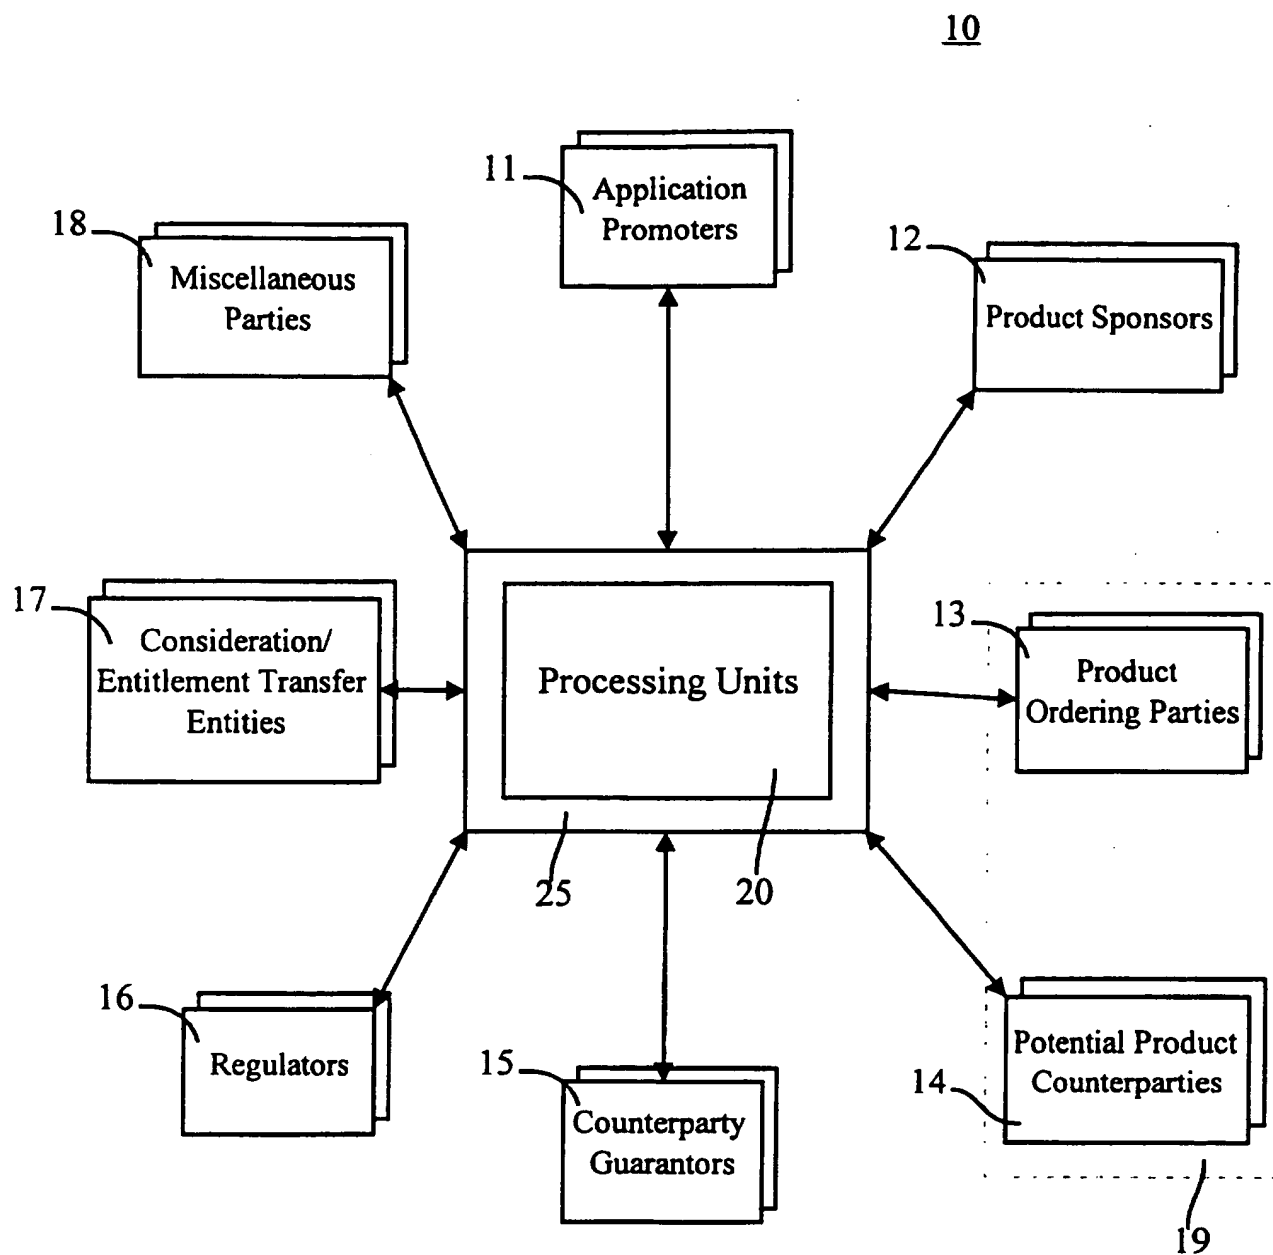 10
11
Application
Promoters
18
Miscellaneous
Parties
12
Product Sponsors
17
Consideration/
Entitlement Transfer
Entities
Processing Units
13
Product
Ordering Parties
25
20
16
Regulators
15
Counterparty
Guarantors
Potential Product
Counterparties
14
19